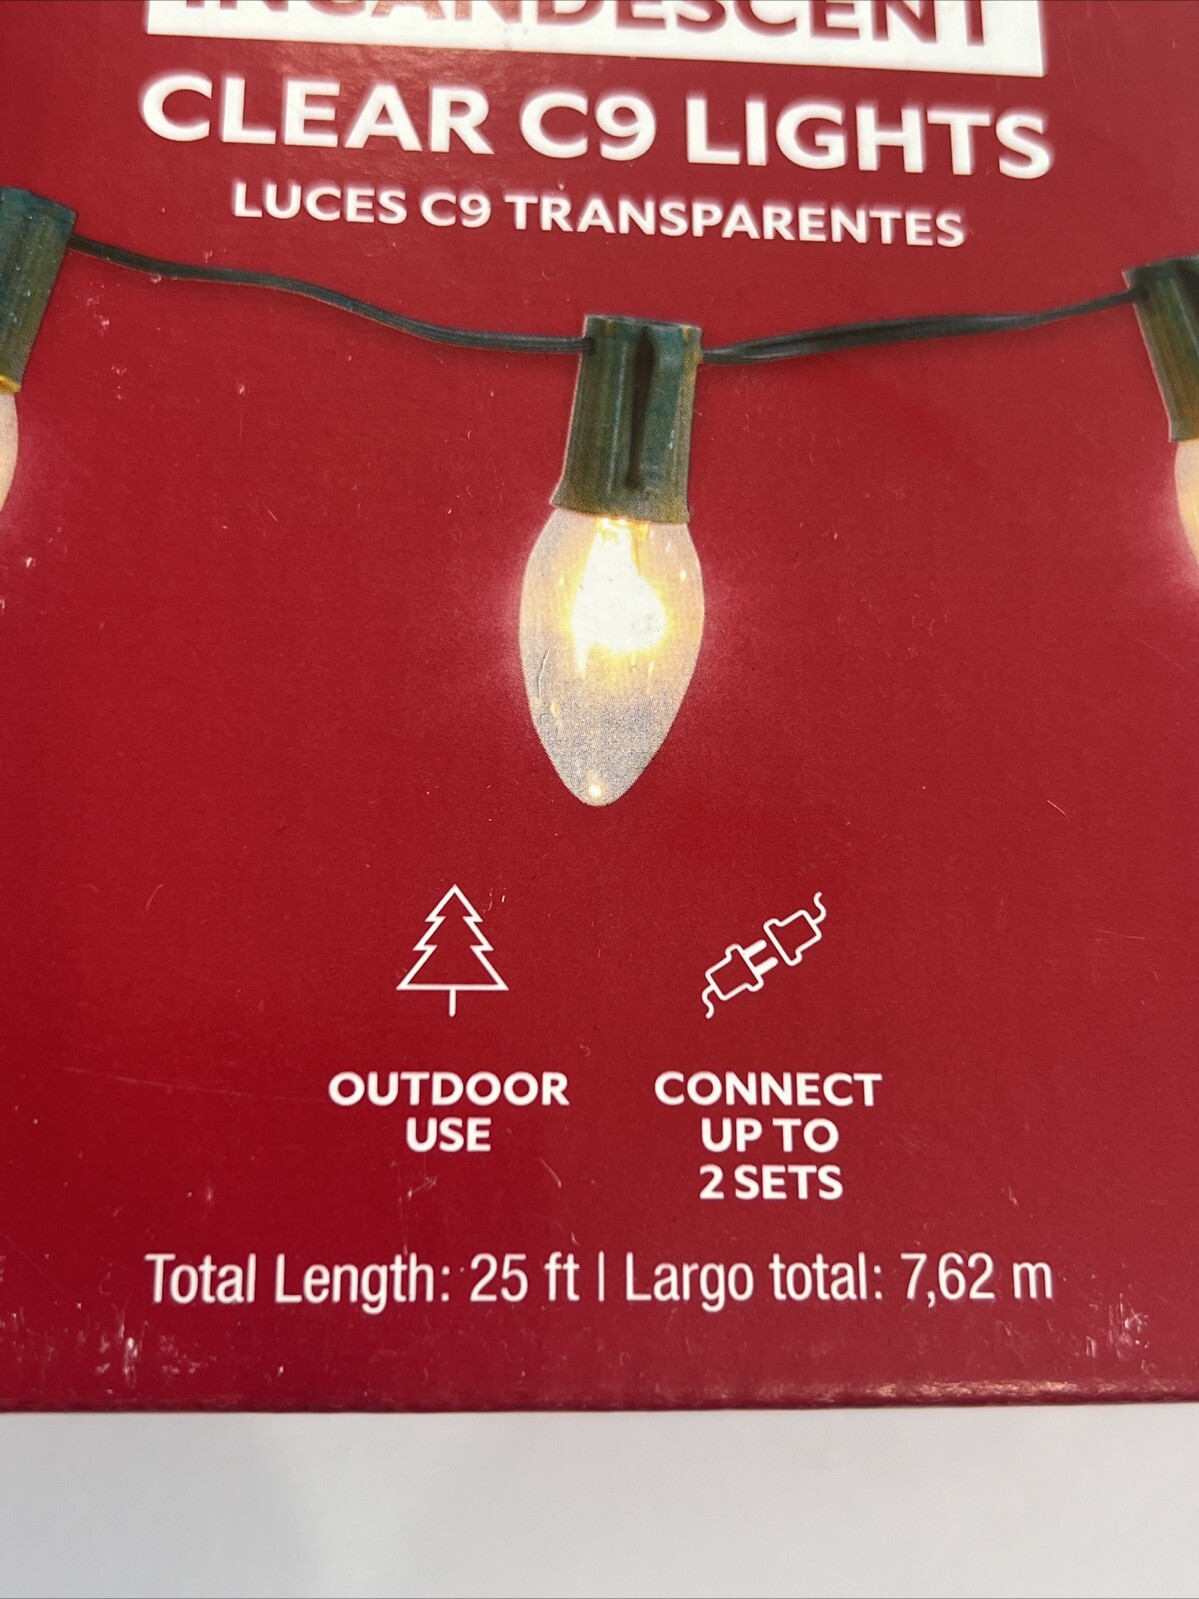 INCANDESCENT
CLEAR C9 LIGHTS
LUCES C9 TRANSPARENTES
OUTDOOR
USE
CONNECT
UP TO
2 SETS
Total Length: 25 ft | Largo total: 7,62 m